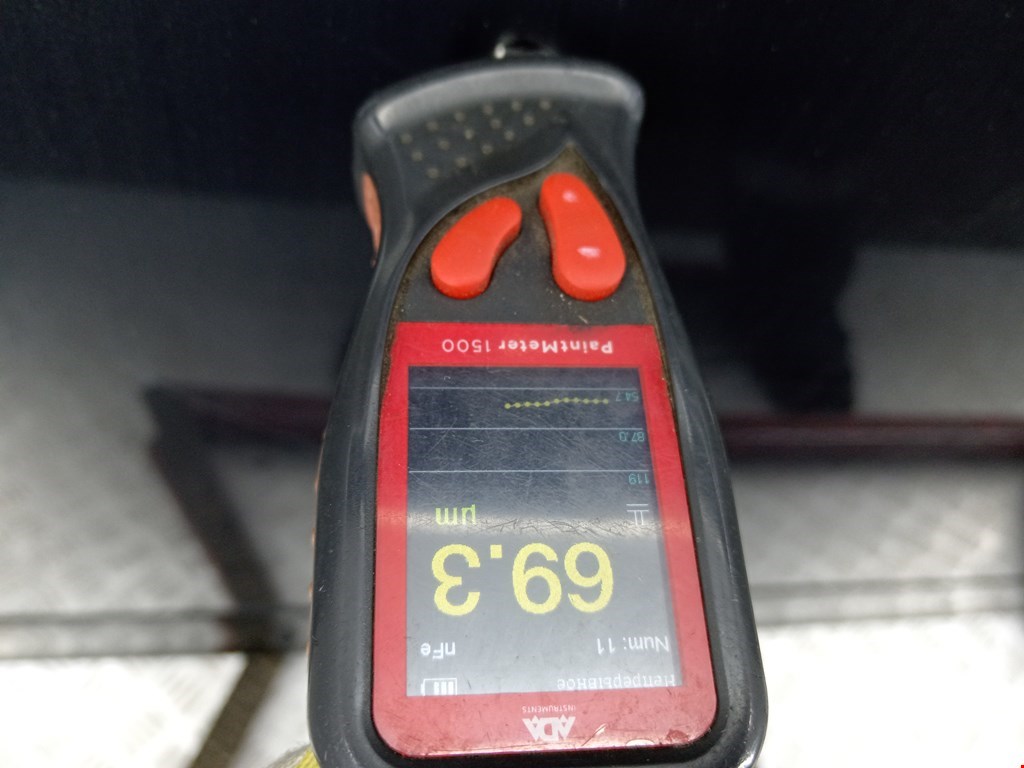 ADA
INSTRUMENTS
Непрерывное
Num: 11 nFe
69.3
µm
119
87.0
54.7
PaintMeter 1500